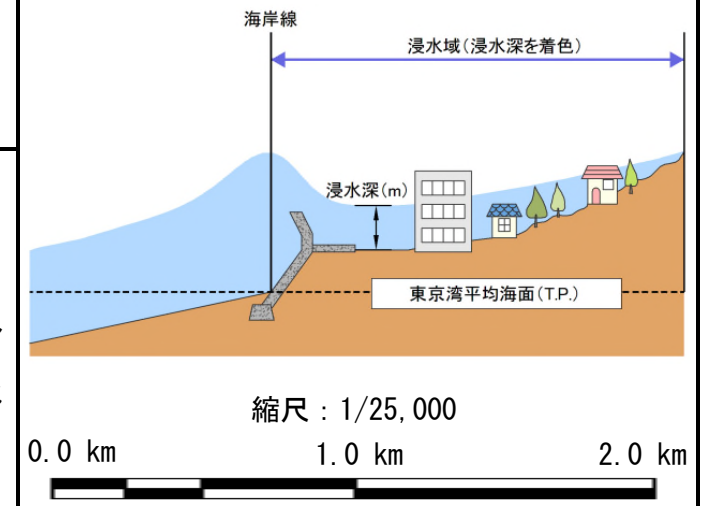 海岸線
浸水域(浸水深を着色)
浸水深(m)
東京湾平均海面(T.P.)
縮尺：1/25,000
0.0 km 1.0 km 2.0 km